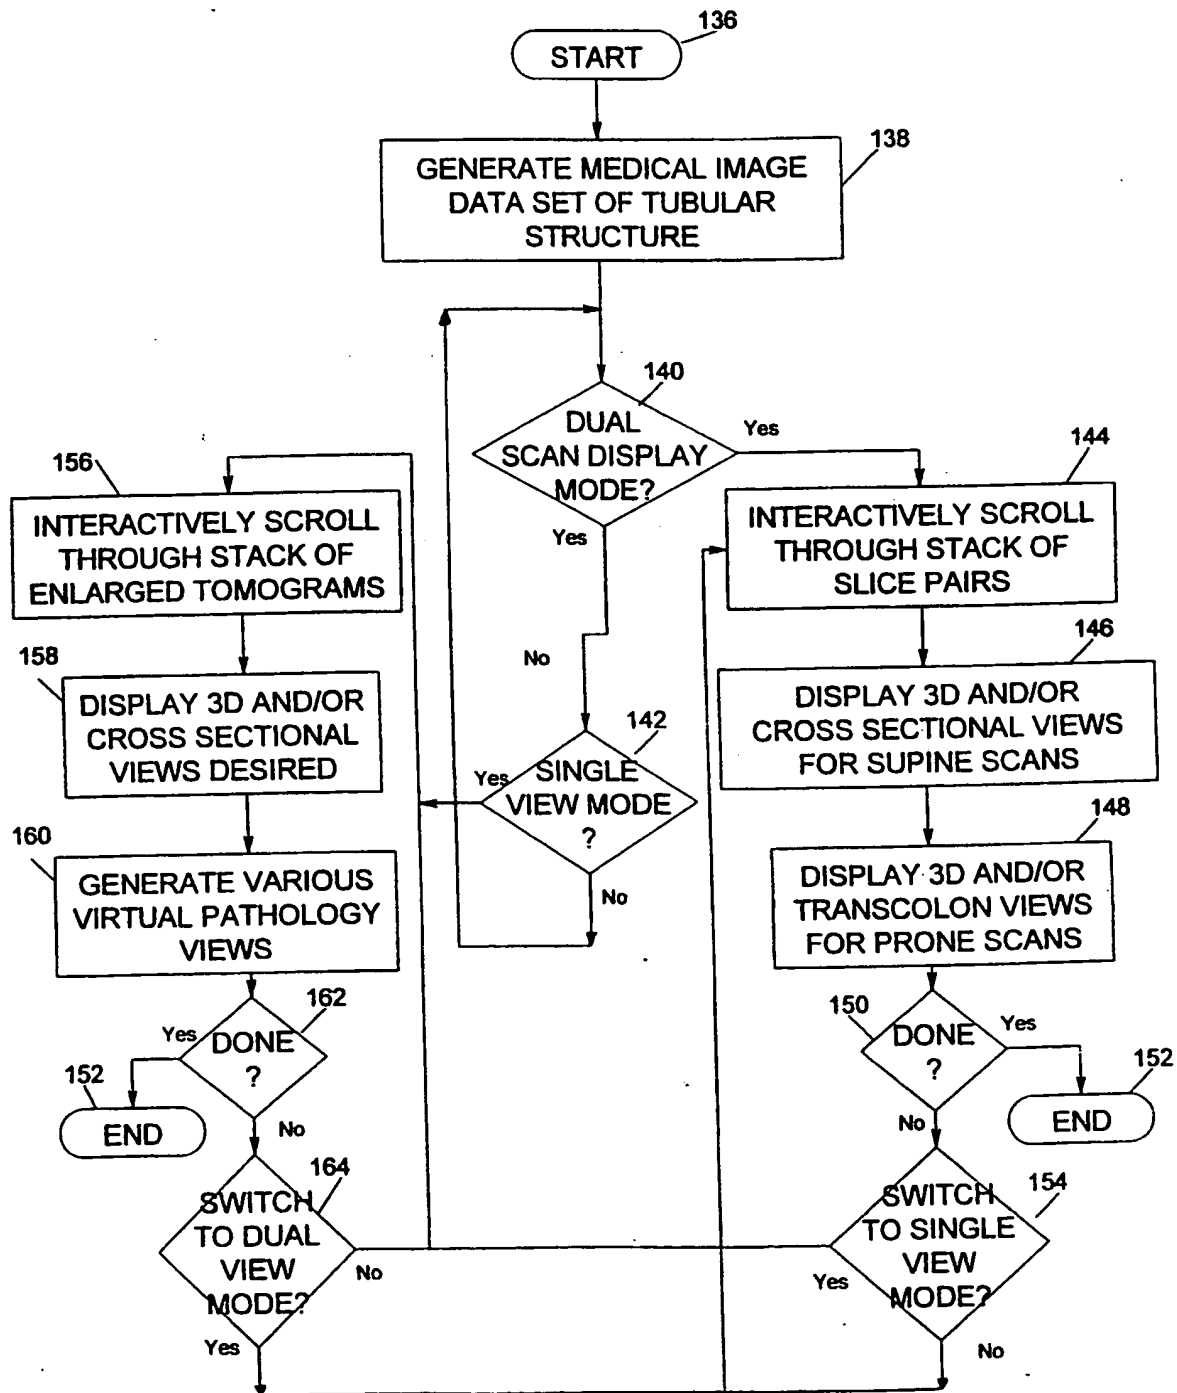 136
START
138
GENERATE MEDICAL IMAGE
DATA SET OF TUBULAR
STRUCTURE
140
DUAL
SCAN DISPLAY
MODE?
Yes
Yes
No
144
INTERACTIVELY SCROLL
THROUGH STACK OF
SLICE PAIRS
156
INTERACTIVELY SCROLL
THROUGH STACK OF
ENLARGED TOMOGRAMS
146
DISPLAY 3D AND/OR
CROSS SECTIONAL VIEWS
FOR SUPINE SCANS
158
DISPLAY 3D AND/OR
CROSS SECTIONAL
VIEWS DESIRED
142
SINGLE
VIEW MODE
?
Yes
No
148
DISPLAY 3D AND/OR
TRANSCOLON VIEWS
FOR PRONE SCANS
160
GENERATE VARIOUS
VIRTUAL PATHOLOGY
VIEWS
162
DONE
?
Yes
No
152
END
150
DONE
?
Yes
No
152
END
164
SWITCH
TO DUAL
VIEW
MODE?
No
Yes
154
SWITCH
TO SINGLE
VIEW
MODE?
Yes
No